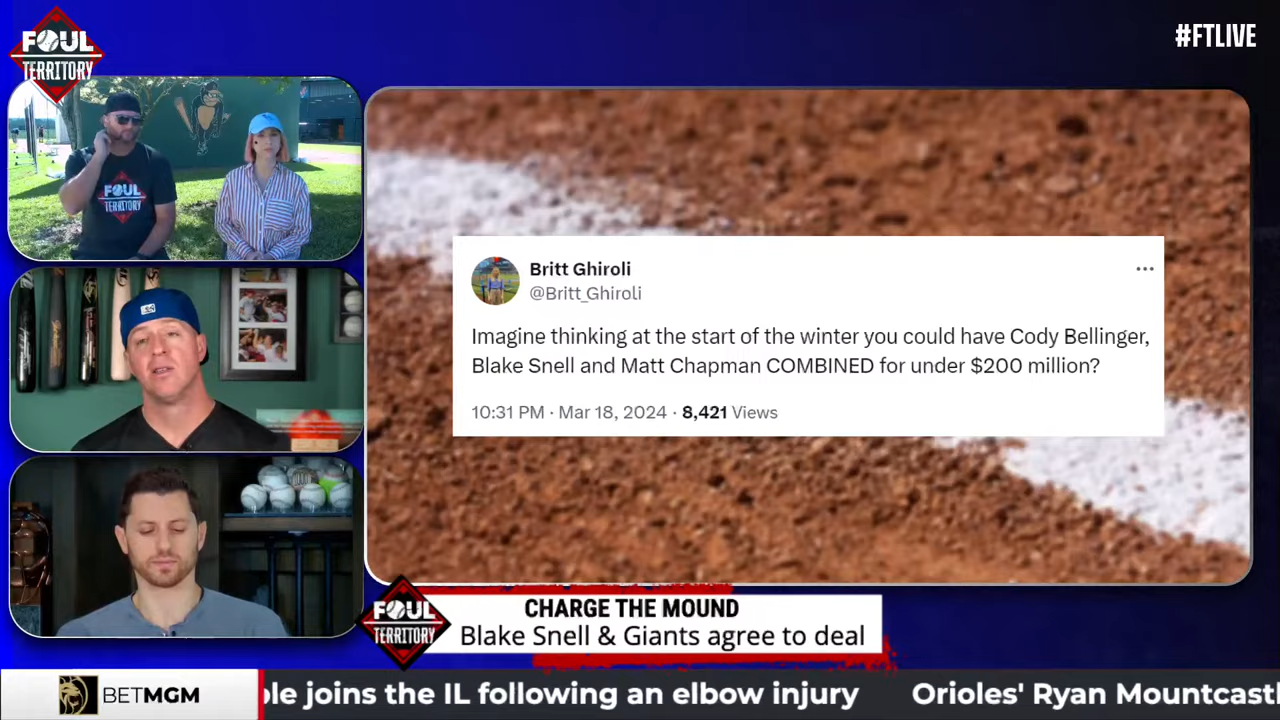 FOUL
TERRITORY
#FTLIVE
FOUL
TERRITORY
Britt Ghiroli
@Britt_Ghiroli
Imagine thinking at the start of the winter you could have Cody Bellinger,
Blake Snell and Matt Chapman COMBINED for under $200 million?
10:31 PM · Mar 18, 2024 · 8,421 Views
FOUL
TERRITORY
CHARGE THE MOUND
Blake Snell & Giants agree to deal
BETMGM
ole joins the IL following an elbow injury Orioles' Ryan Mountcastl